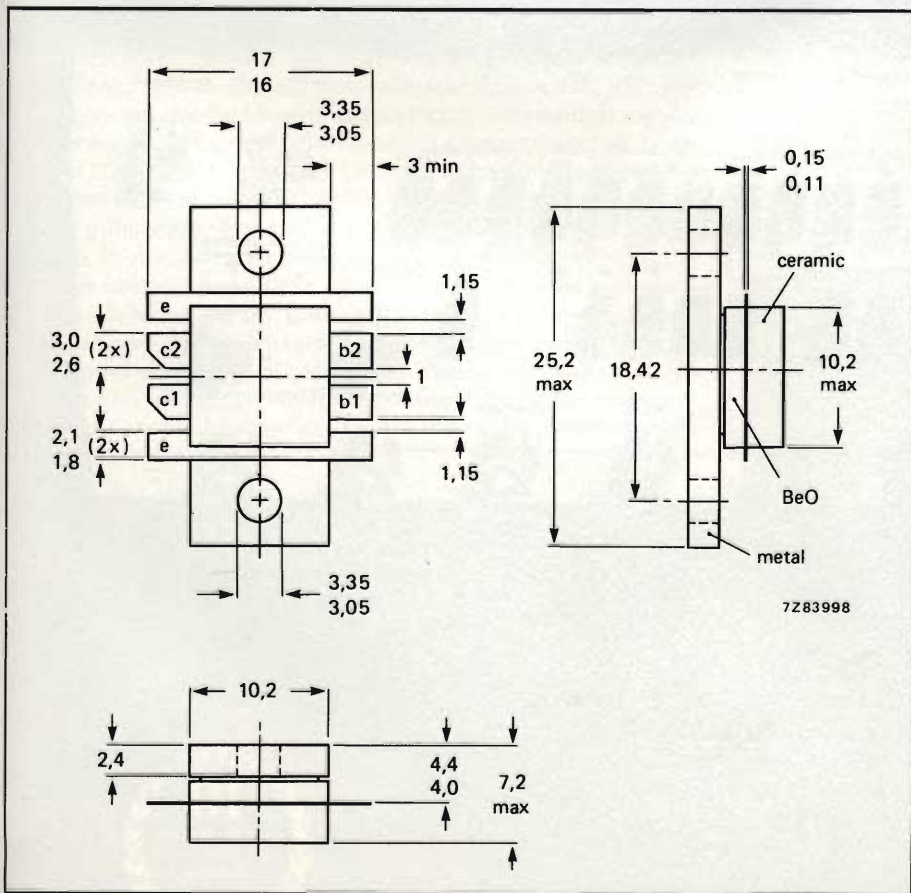 17
16
3,35
3,05
3 min
0,15
0,11
ceramic
e
1,15
3,0
2,6
(2x)
c2
b2
1
25,2
max
18,42
10,2
max
c1
b1
2,1
1,8
(2x)
e
1,15
BeO
metal
3,35
3,05
7Z83998
10,2
2,4
4,4
4,0
7,2
max